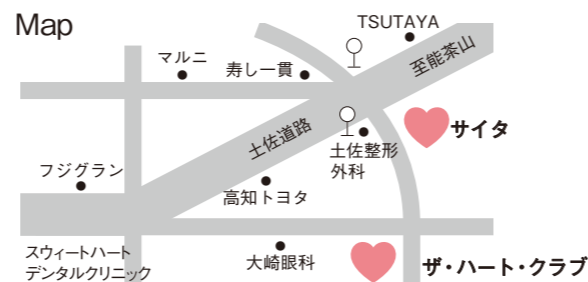 Map
TSUTAYA
至能茶山
マルニ
寿し一貫
サイタ
土佐道路
土佐整形
外科
フジグラン
高知トヨタ
スウィートハート
デンタルクリニック
大崎眼科
ザ・ハート・クラブ